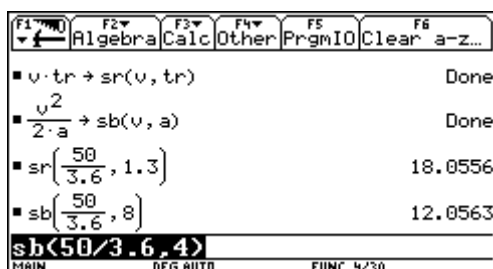 F1 F2▾ F3▾ F4▾ F5 F6
Algebra Calc Other PrgmIO Clear a-z…
▪ v·tr → sr(v, tr) Done
▪ v²/(2·a) → sb(v, a) Done
▪ sr(50/3.6, 1.3) 18.0556
▪ sb(50/3.6, 8) 12.0563
sb(50/3.6,4)
MAIN DEG AUTO FUNC 4/30